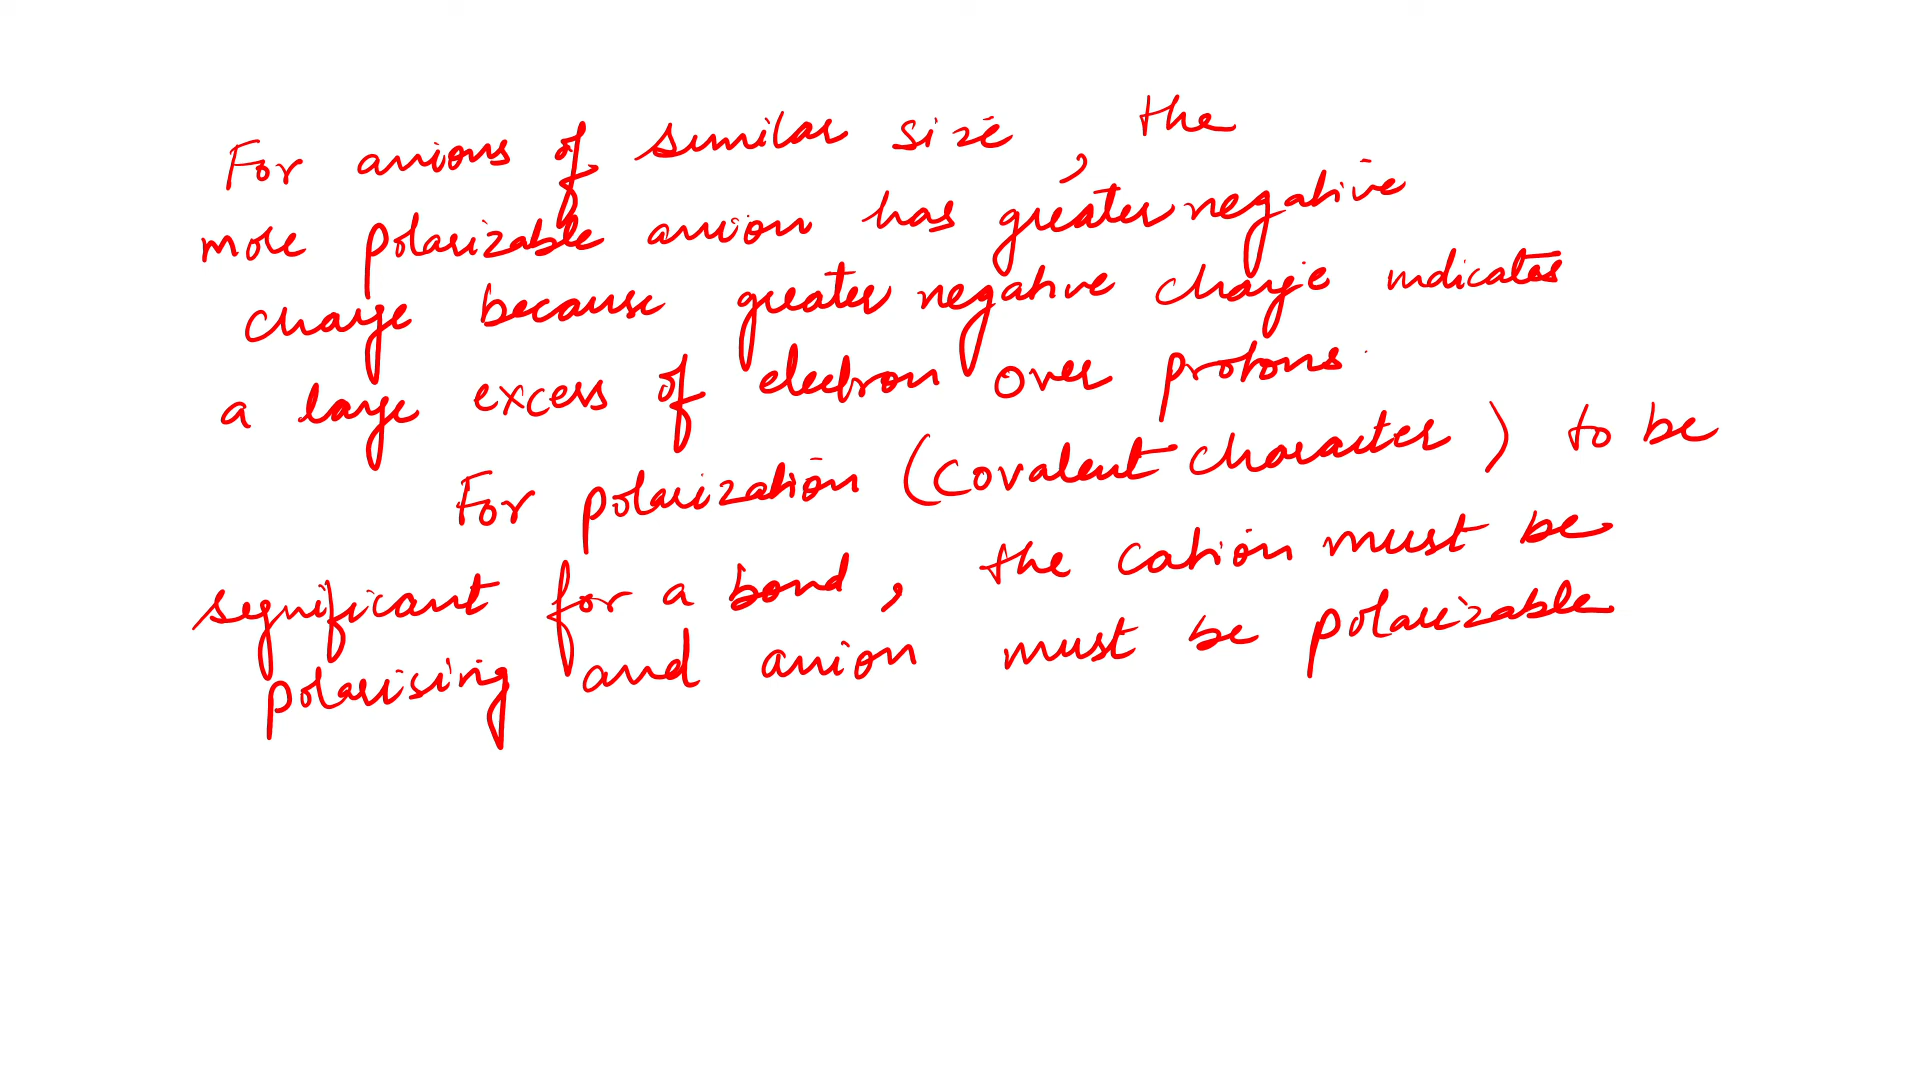 For anions of similar size, the
more polarizable anion has greater negative
charge because greater negative charge indicates
a large excess of electron over protons.
For polarization (covalent character) to be
significant for a bond, the cation must be
polarising and anion must be polarizable